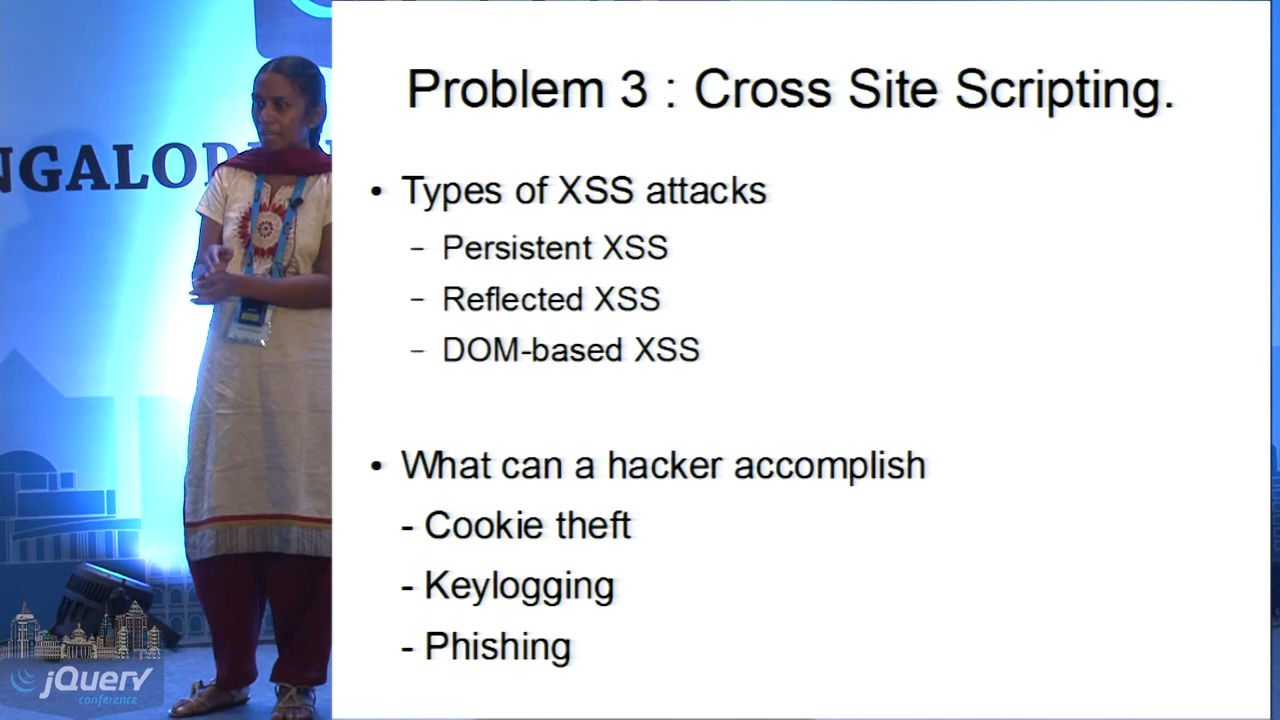 Problem 3 : Cross Site Scripting.
• Types of XSS attacks
– Persistent XSS
– Reflected XSS
– DOM-based XSS
• What can a hacker accomplish
- Cookie theft
- Keylogging
- Phishing
NGALOR
jQuery
conference